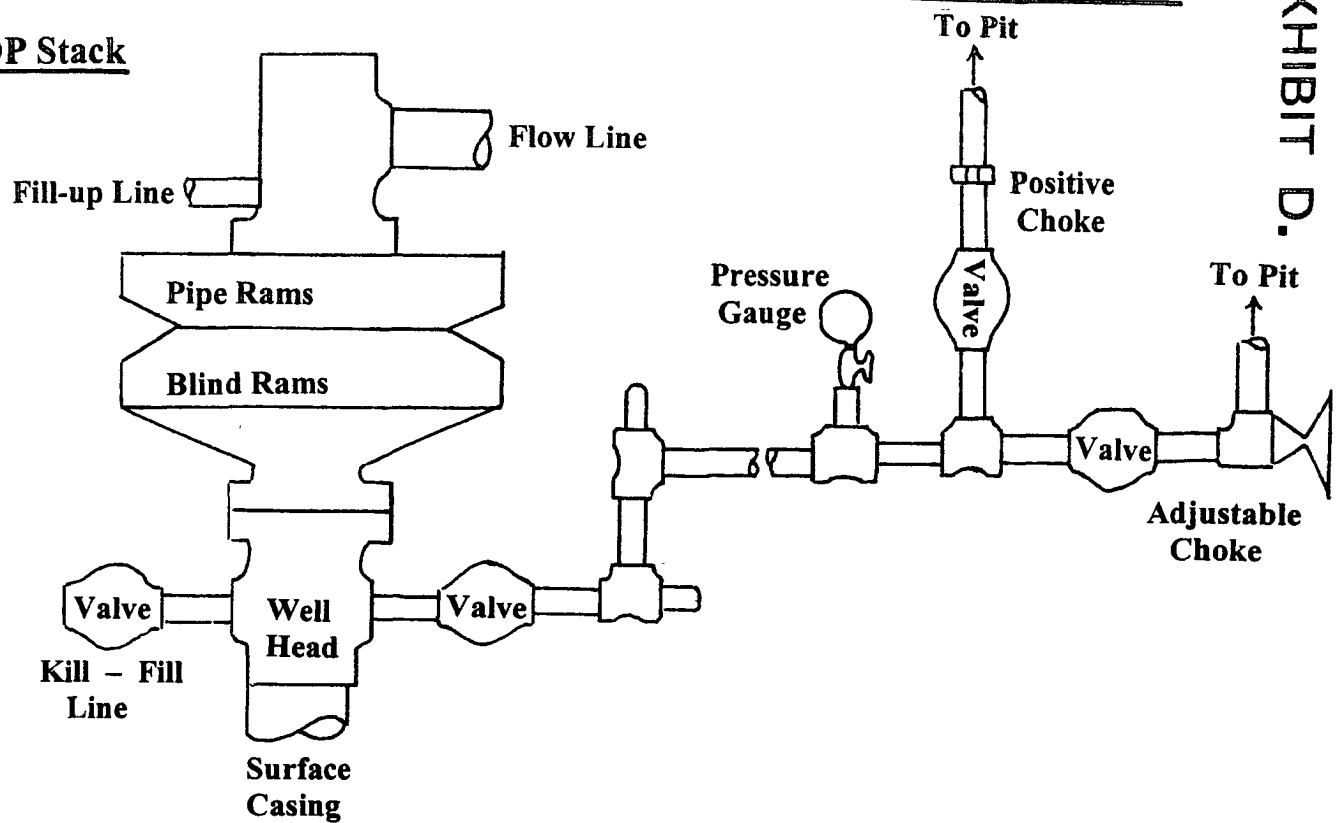 P Stack
To Pit
EXHIBIT D.
Flow Line
Fill-up Line
Positive
Choke
Pipe Rams
Pressure
Gauge
Valve
To Pit
Blind Rams
Valve
Adjustable
Choke
Valve
Well
Head
Valve
Kill – Fill
Line
Surface
Casing